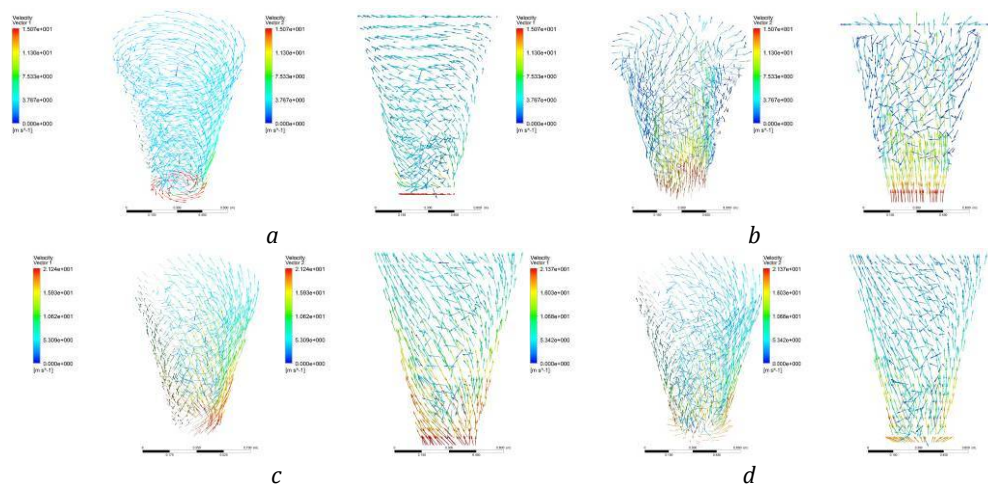 Velocity
Vector 1
1.507e+001
1.130e+001
7.533e+000
3.767e+000
0.000e+000
[m s^-1]
Velocity
Vector 2
1.507e+001
1.130e+001
7.533e+000
3.767e+000
0.000e+000
[m s^-1]
Velocity
Vector 1
1.507e+001
1.130e+001
7.533e+000
3.767e+000
0.000e+000
[m s^-1]
Velocity
Vector 2
1.507e+001
1.130e+001
7.533e+000
3.767e+000
0.000e+000
[m s^-1]
a
b
Velocity
Vector 1
2.124e+001
1.593e+001
1.062e+001
5.309e+000
0.000e+000
[m s^-1]
Velocity
Vector 2
2.124e+001
1.593e+001
1.062e+001
5.309e+000
0.000e+000
[m s^-1]
Velocity
Vector 1
2.137e+001
1.603e+001
1.068e+001
5.342e+000
0.000e+000
[m s^-1]
Velocity
Vector 2
2.137e+001
1.603e+001
1.068e+001
5.342e+000
0.000e+000
[m s^-1]
c
d